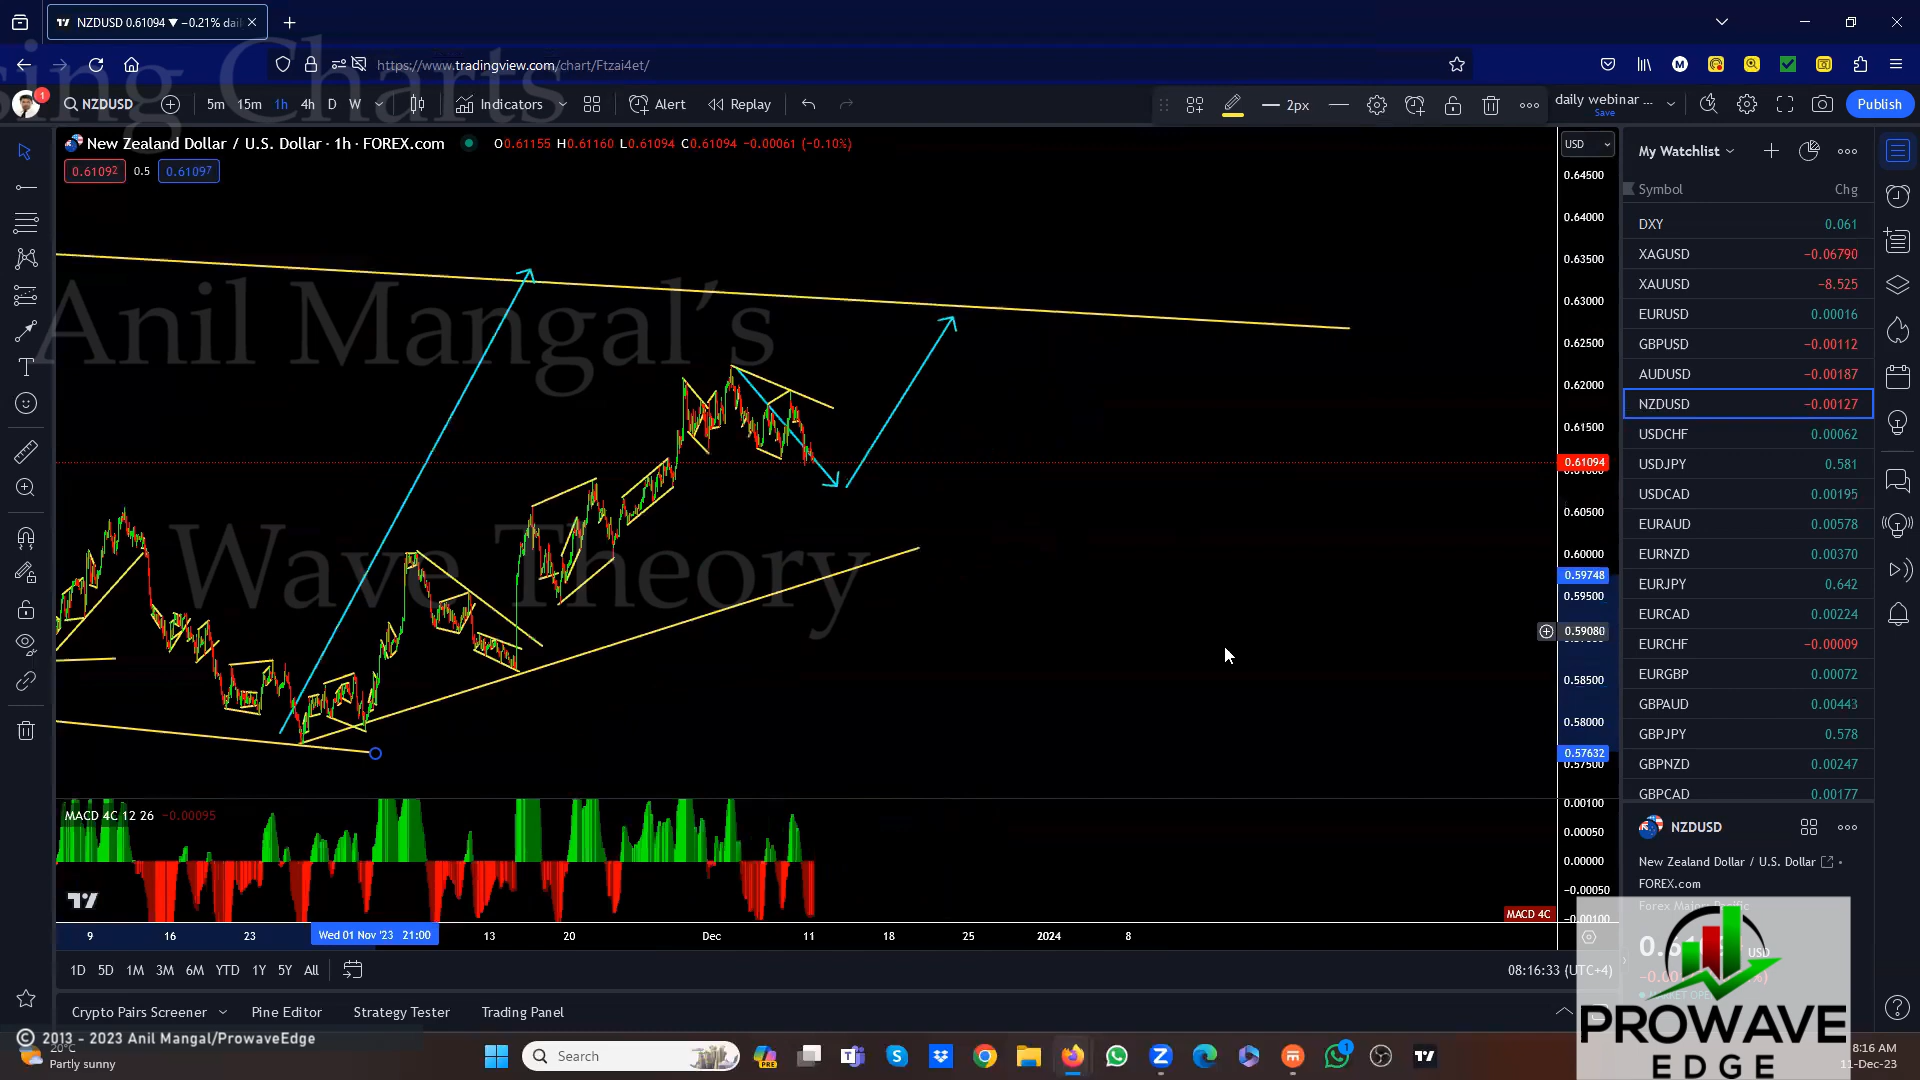 NZDUSD 0.61094 ▼ −0.21% dai
https://www.tradingview.com/chart/Ftzai4et/
sing Charts
NZDUSD
5m 15m 1h 4h D W
Indicators
Alert
Replay
2px
daily webinar ...
Save
Publish
New Zealand Dollar / U.S. Dollar · 1h · FOREX.com
O0.61155 H0.61160 L0.61094 C0.61094 −0.00061 (−0.10%)
0.61092 0.5 0.61097
USD
Anil Mangal's
Wave Theory
0.64500
0.64000
0.63500
0.63000
0.62500
0.62000
0.61500
0.61094
0.60500
0.60000
0.59748
0.59500
0.59080
0.58500
0.58000
0.57632
0.57500
MACD 4C 12 26 −0.00095
0.00100
0.00050
0.00000
−0.00050
−0.00100
MACD 4C
9 16 23 Wed 01 Nov '23 21:00 13 20 Dec 11 18 25 2024 8
1D 5D 1M 3M 6M YTD 1Y 5Y All
08:16:33 (UTC+4)
Crypto Pairs Screener
Pine Editor
Strategy Tester
Trading Panel
My Watchlist
Symbol Chg
DXY 0.061
XAGUSD −0.06790
XAUUSD −8.525
EURUSD 0.00016
GBPUSD −0.00112
AUDUSD −0.00187
NZDUSD −0.00127
USDCHF 0.00062
USDJPY 0.581
USDCAD 0.00195
EURAUD 0.00578
EURNZD 0.00370
EURJPY 0.642
EURCAD 0.00224
EURCHF −0.00009
EURGBP 0.00072
GBPAUD 0.00443
GBPJPY 0.578
GBPNZD 0.00247
GBPCAD 0.00177
NZDUSD
New Zealand Dollar / U.S. Dollar
FOREX.com
USD
PROWAVE
EDGE
© 2013 - 2023 Anil Mangal/ProwaveEdge
20°C
Partly sunny
Search
8:16 AM
11-Dec-23